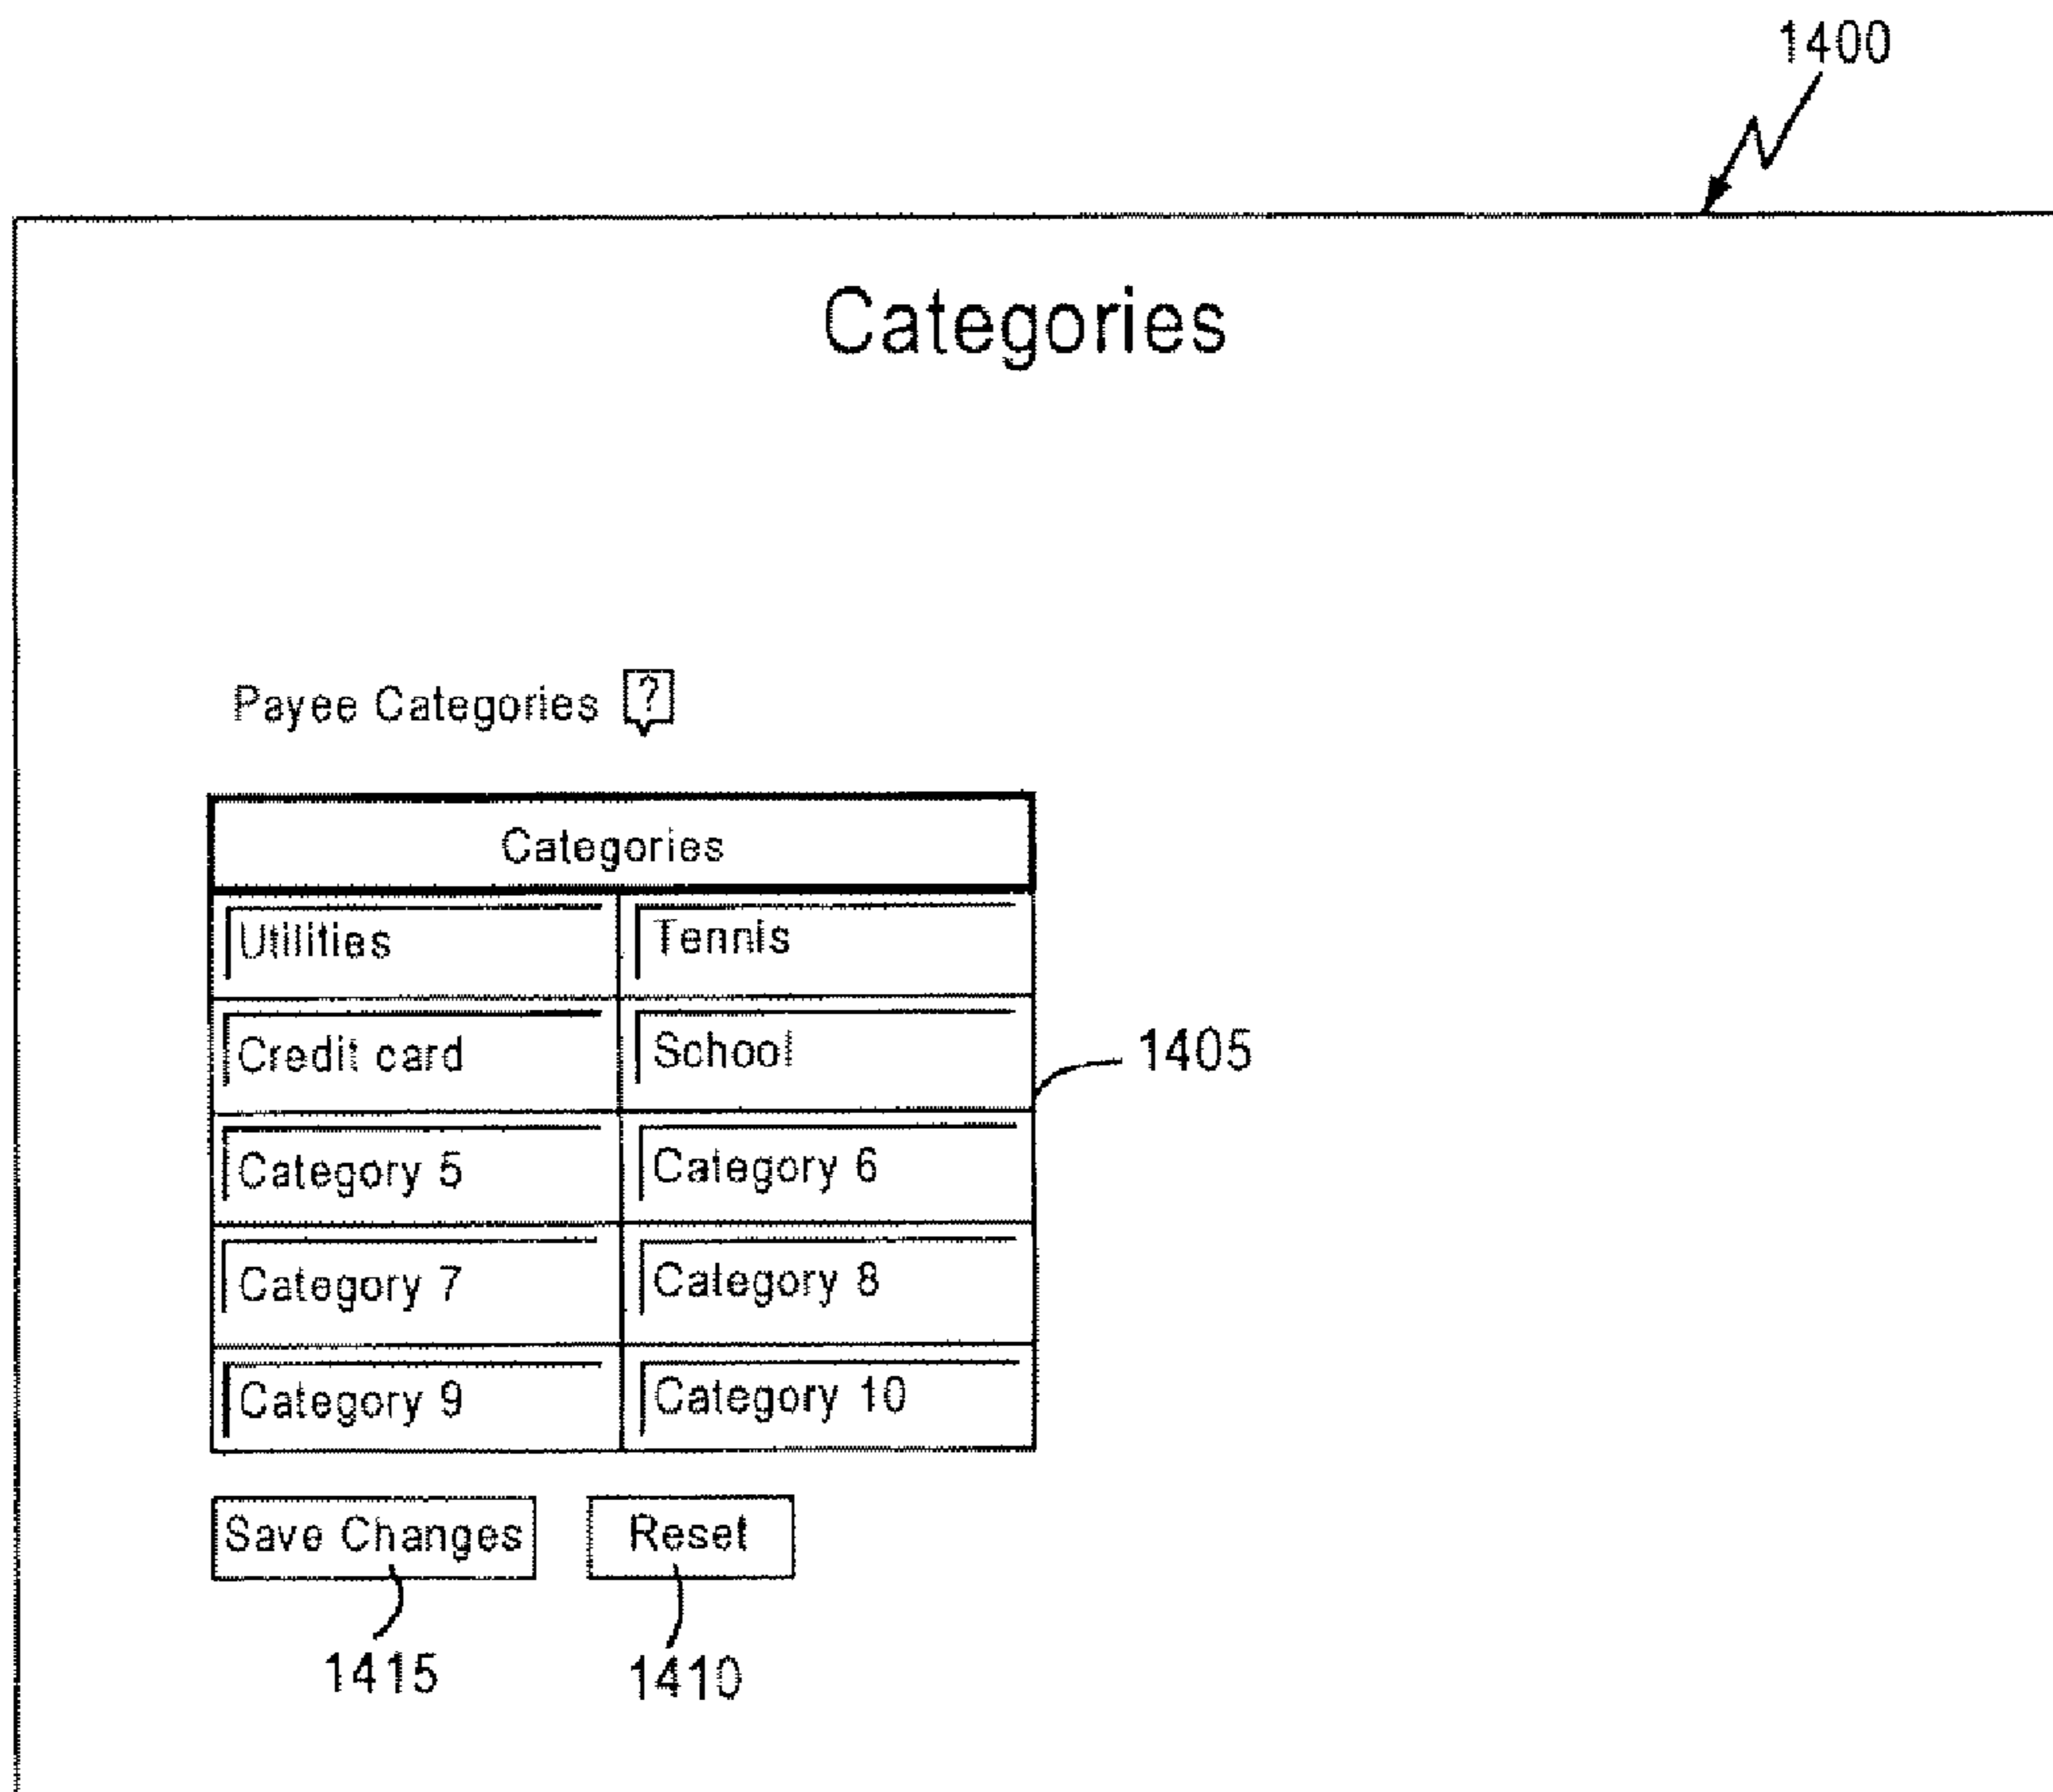 1400
Categories
Payee Categories ?
Categories
Utilities Tennis
Credit card School
1405
Category 5 Category 6
Category 7 Category 8
Category 9 Category 10
Save Changes Reset
1415 1410